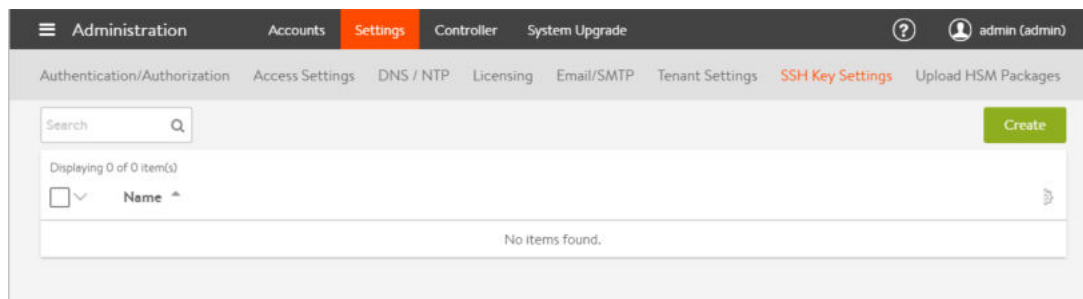 Administration Accounts Settings Controller System Upgrade ? admin (admin)
Authentication/Authorization Access Settings DNS / NTP Licensing Email/SMTP Tenant Settings SSH Key Settings Upload HSM Packages
Search Create
Displaying 0 of 0 item(s)
Name
No items found.